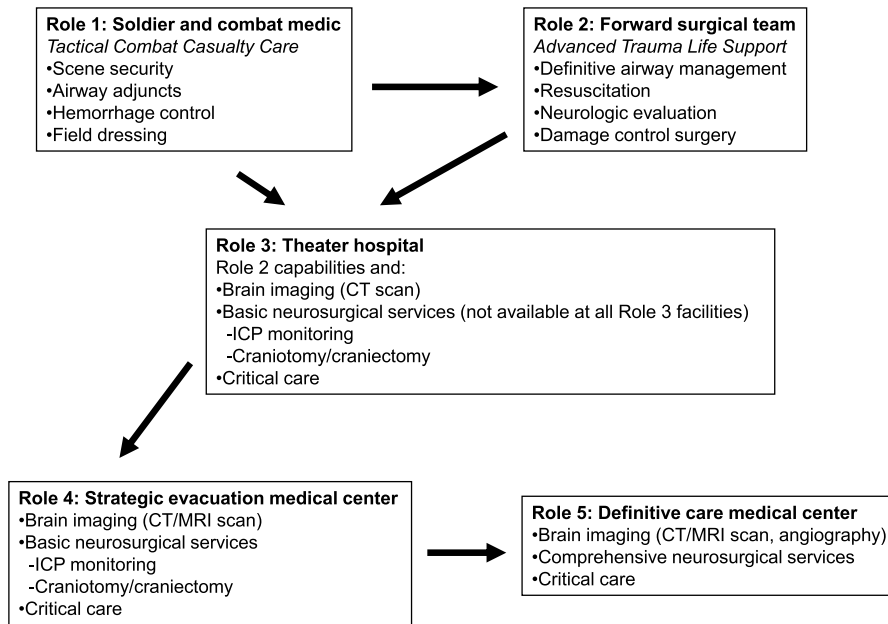 Role 1: Soldier and combat medic
Tactical Combat Casualty Care
•Scene security
•Airway adjuncts
•Hemorrhage control
•Field dressing
Role 2: Forward surgical team
Advanced Trauma Life Support
•Definitive airway management
•Resuscitation
•Neurologic evaluation
•Damage control surgery
Role 3: Theater hospital
Role 2 capabilities and:
•Brain imaging (CT scan)
•Basic neurosurgical services (not available at all Role 3 facilities)
-ICP monitoring
-Craniotomy/craniectomy
•Critical care
Role 4: Strategic evacuation medical center
•Brain imaging (CT/MRI scan)
•Basic neurosurgical services
-ICP monitoring
-Craniotomy/craniectomy
•Critical care
Role 5: Definitive care medical center
•Brain imaging (CT/MRI scan, angiography)
•Comprehensive neurosurgical services
•Critical care